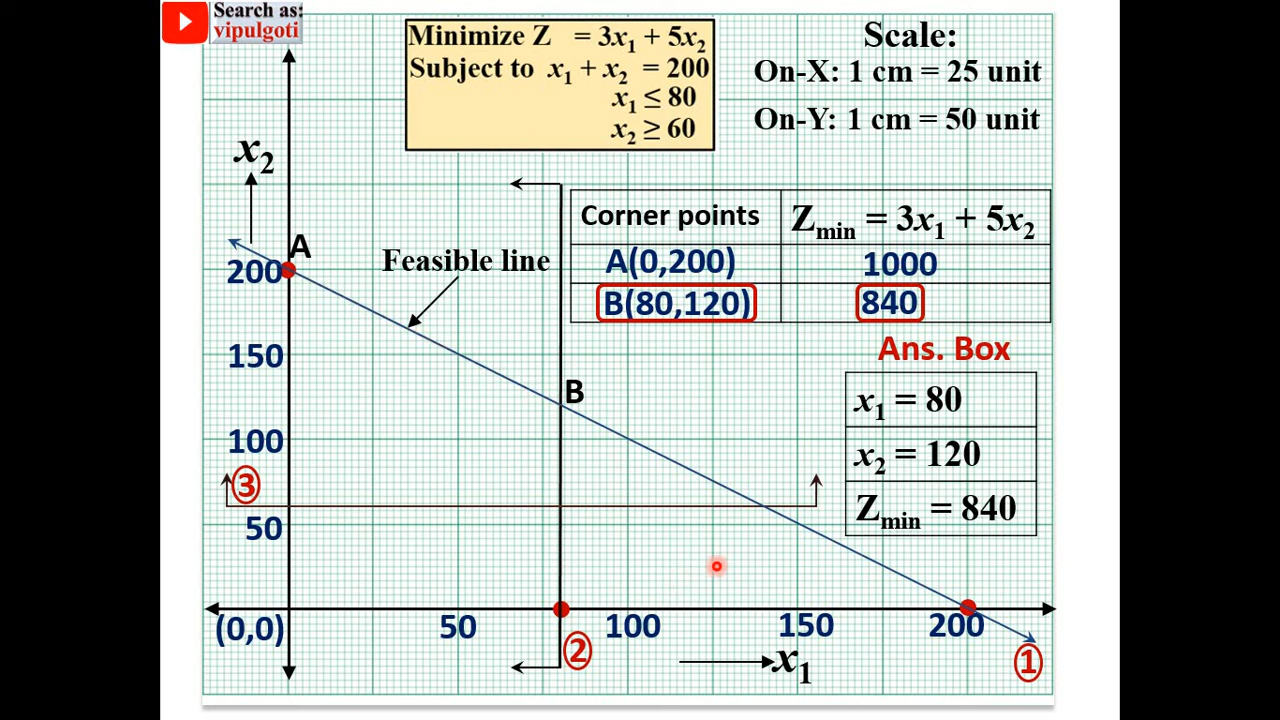 Search as:
vipulgoti
Minimize Z = 3x₁ + 5x₂
Subject to x₁ + x₂ = 200
x₁ ≤ 80
x₂ ≥ 60
Scale:
On-X: 1 cm = 25 unit
On-Y: 1 cm = 50 unit
x₂
Corner points Zmin = 3x₁ + 5x₂
A(0,200) 1000
B(80,120) 840
A
Feasible line
200
150
100
50
B
Ans. Box
x₁ = 80
x₂ = 120
Zmin = 840
③
(0,0) 50 100 150 200
②
x₁
①